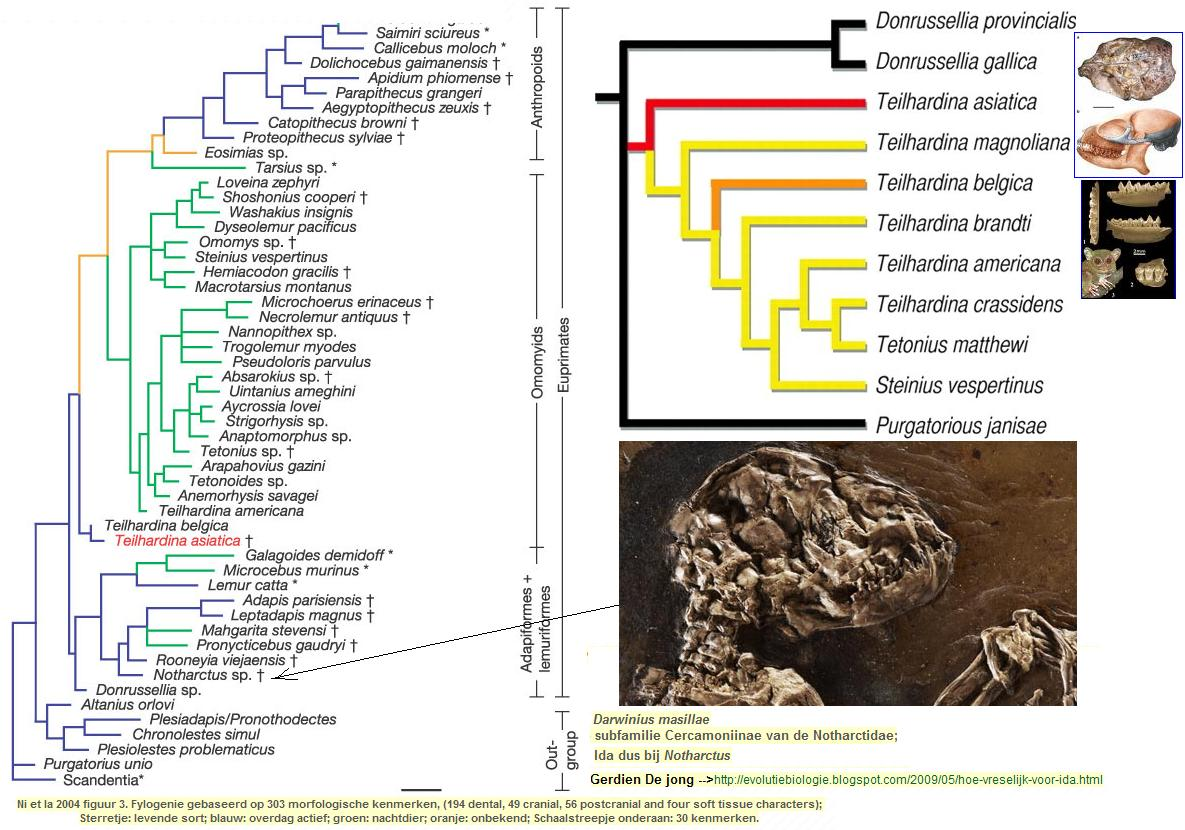 Saimiri sciureus *
Callicebus moloch *
Dolichocebus gaimanensis †
Apidium phiomense †
Parapithecus grangeri
Aegyptopithecus zeuxis †
Catopithecus browni †
Proteopithecus sylviae †
Eosimias sp.
Tarsius sp. *
Loveina zephyri
Shoshonius cooperi †
Washakius insignis
Dyseolemur pacificus
Omomys sp. †
Steinius vespertinus
Hemiacodon gracilis †
Macrotarsius montanus
Microchoerus erinaceus †
Necrolemur antiquus †
Nannopithex sp.
Trogolemur myodes
Pseudoloris parvulus
Absarokius sp. †
Uintanius ameghini
Aycrossia lovei
Strigorhysis sp.
Anaptomorphus sp.
Tetonius sp. †
Arapahovius gazini
Tetonoides sp.
Anemorhysis savagei
Teilhardina americana
Teilhardina belgica
Teilhardina asiatica †
Galagoides demidoff *
Microcebus murinus *
Lemur catta *
Adapis parisiensis †
Leptadapis magnus †
Mahgarita stevensi †
Pronycticebus gaudryi †
Rooneyia viejaensis †
Notharctus sp. †
Donrussellia sp.
Altanius orlovi
Plesiadapis/Pronothodectes
Chronolestes simul
Plesiolestes problematicus
Purgatorius unio
Scandentia*
Anthropoids
Omomyids
Euprimates
Adapiformes +
lemuriformes
Out-
group
Donrussellia provincialis
Donrussellia gallica
Teilhardina asiatica
Teilhardina magnoliana
Teilhardina belgica
Teilhardina brandti
Teilhardina americana
Teilhardina crassidens
Tetonius matthewi
Steinius vespertinus
Purgatorious janisae
a
b
1
2mm
2
3
Darwinius masillae
subfamilie Cercamoniinae van de Notharctidae;
Ida dus bij Notharctus
Gerdien De jong -->http://evolutiebiologie.blogspot.com/2009/05/hoe-vreselijk-voor-ida.html
Ni et la 2004 figuur 3. Fylogenie gebaseerd op 303 morfologische kenmerken, (194 dental, 49 cranial, 56 postcranial and four soft tissue characters);
Sterretje: levende sort; blauw: overdag actief; groen: nachtdier; oranje: onbekend; Schaalstreepje onderaan: 30 kenmerken.